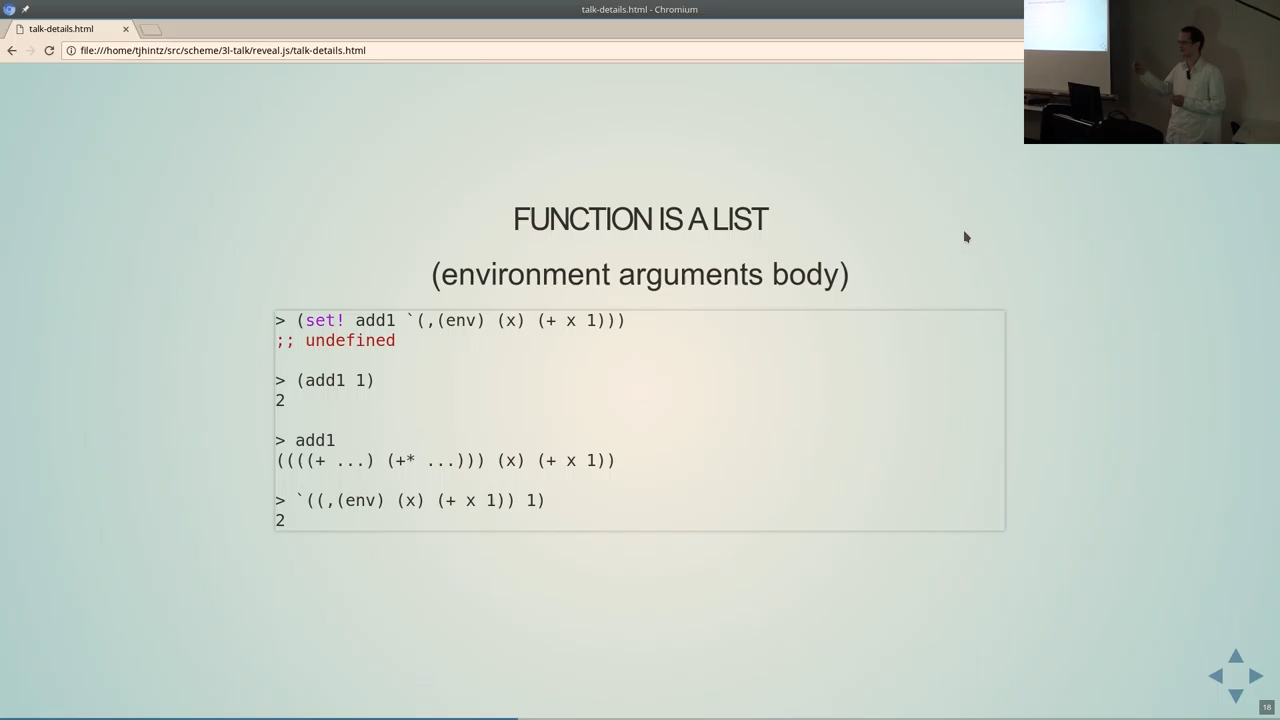 talk-details.html - Chromium
talk-details.html
file:///home/tjhintz/src/scheme/3l-talk/reveal.js/talk-details.html
FUNCTION IS A LIST
(environment arguments body)
> (set! add1 `(,(env) (x) (+ x 1)))
;; undefined
> (add1 1)
2
> add1
((((+ ...) (+* ...))) (x) (+ x 1))
> `((,(env) (x) (+ x 1)) 1)
2
18